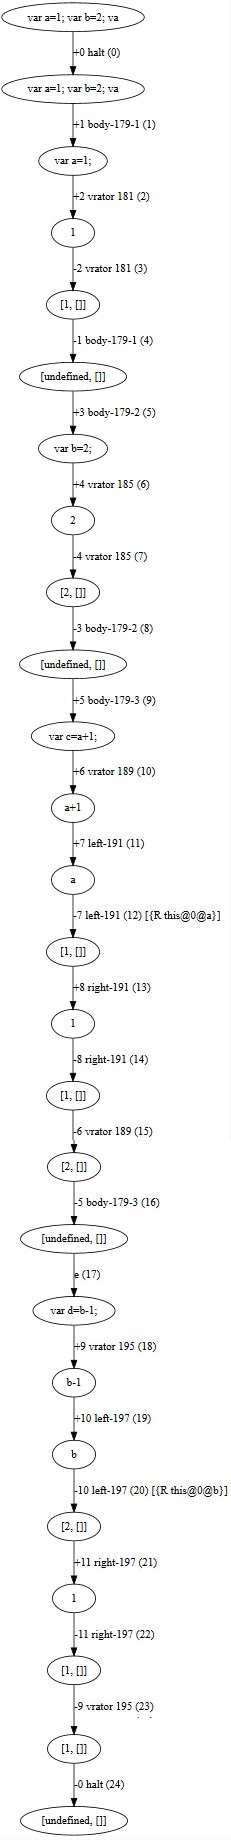 var a=1; var b=2; va
+0 halt (0)
var a=1; var b=2; va
+1 body-179-1 (1)
var a=1;
+2 vrator 181 (2)
1
-2 vrator 181 (3)
[1, []]
-1 body-179-1 (4)
[undefined, []]
+3 body-179-2 (5)
var b=2;
+4 vrator 185 (6)
2
-4 vrator 185 (7)
[2, []]
-3 body-179-2 (8)
[undefined, []]
+5 body-179-3 (9)
var c=a+1;
+6 vrator 189 (10)
a+1
+7 left-191 (11)
a
-7 left-191 (12) [{R this@0@a}]
[1, []]
+8 right-191 (13)
1
-8 right-191 (14)
[1, []]
-6 vrator 189 (15)
[2, []]
-5 body-179-3 (16)
[undefined, []]
e (17)
var d=b-1;
+9 vrator 195 (18)
b-1
+10 left-197 (19)
b
-10 left-197 (20) [{R this@0@b}]
[2, []]
+11 right-197 (21)
1
-11 right-197 (22)
[1, []]
-9 vrator 195 (23)
[1, []]
-0 halt (24)
[undefined, []]